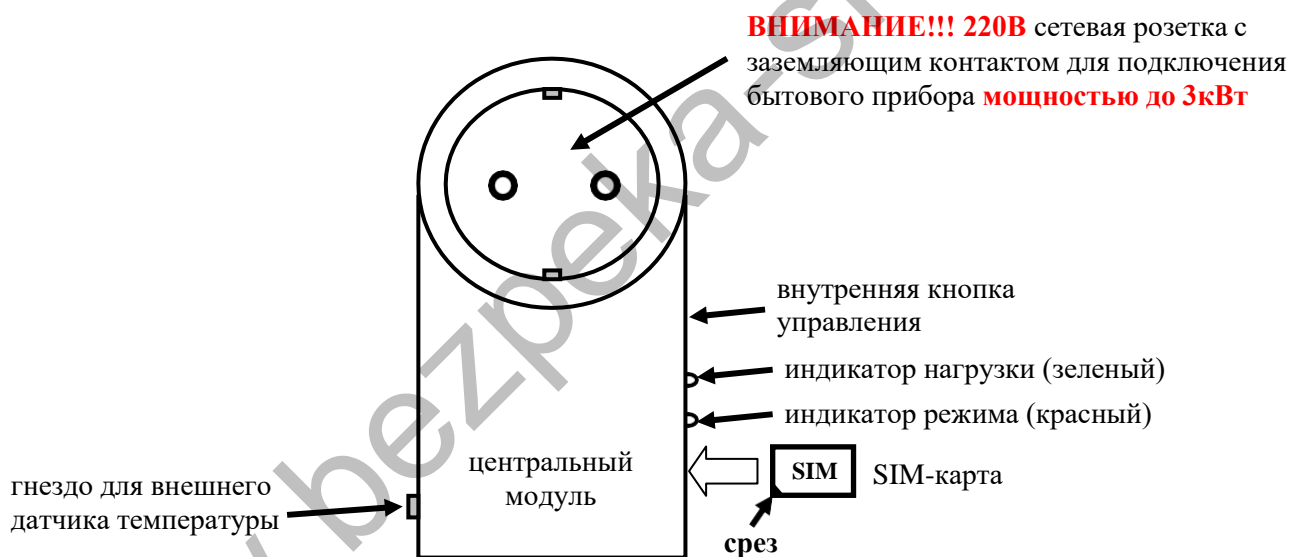 ВНИМАНИЕ!!! 220В сетевая розетка с
заземляющим контактом для подключения
бытового прибора мощностью до 3кВт
внутренняя кнопка
управления
индикатор нагрузки (зеленый)
индикатор режима (красный)
центральный
модуль
SIM
SIM-карта
гнездо для внешнего
датчика температуры
срез
bezpeka-s